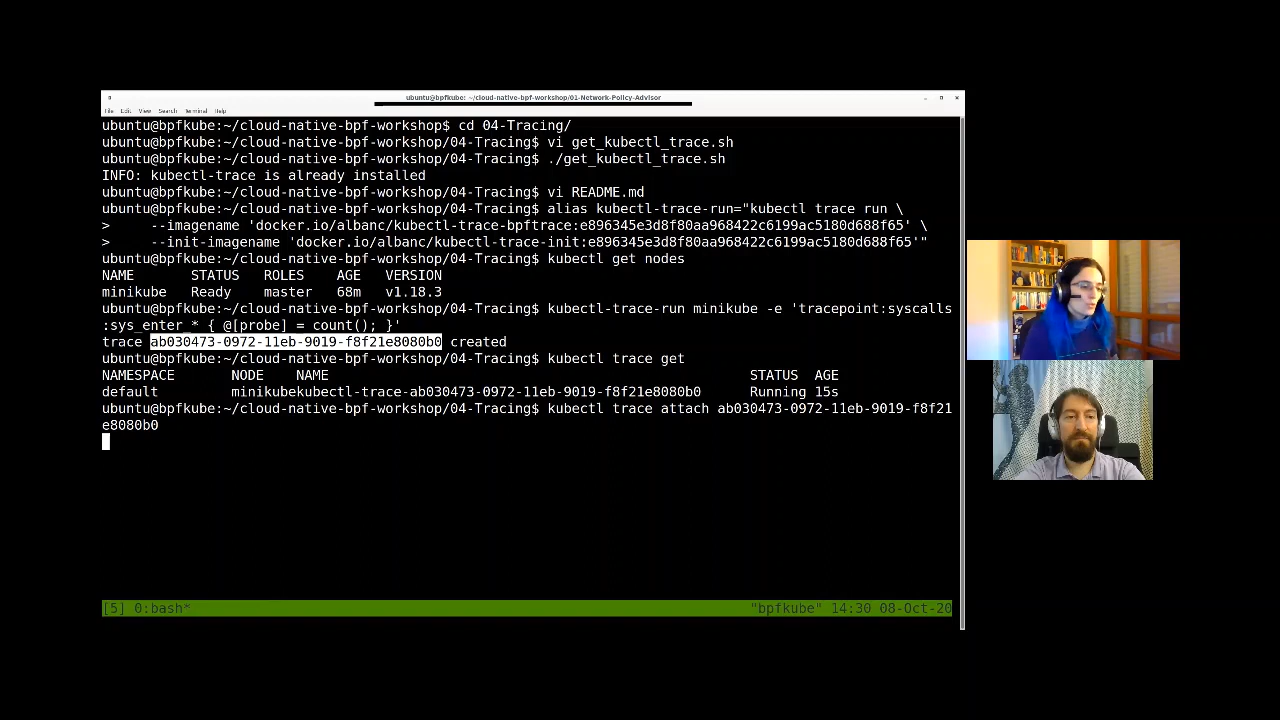 ubuntu@bpfkube: ~/cloud-native-bpf-workshop/01-Network-Policy-Advisor
File Edit View Search Terminal Help
ubuntu@bpfkube:~/cloud-native-bpf-workshop$ cd 04-Tracing/
ubuntu@bpfkube:~/cloud-native-bpf-workshop/04-Tracing$ vi get_kubectl_trace.sh
ubuntu@bpfkube:~/cloud-native-bpf-workshop/04-Tracing$ ./get_kubectl_trace.sh
INFO: kubectl-trace is already installed
ubuntu@bpfkube:~/cloud-native-bpf-workshop/04-Tracing$ vi README.md
ubuntu@bpfkube:~/cloud-native-bpf-workshop/04-Tracing$ alias kubectl-trace-run="kubectl trace run \
>     --imagename 'docker.io/albanc/kubectl-trace-bpftrace:e896345e3d8f80aa968422c6199ac5180d688f65' \
>     --init-imagename 'docker.io/albanc/kubectl-trace-init:e896345e3d8f80aa968422c6199ac5180d688f65'"
ubuntu@bpfkube:~/cloud-native-bpf-workshop/04-Tracing$ kubectl get nodes
NAME STATUS ROLES AGE VERSION
minikube Ready master 68m v1.18.3
ubuntu@bpfkube:~/cloud-native-bpf-workshop/04-Tracing$ kubectl-trace-run minikube -e 'tracepoint:syscalls
:sys_enter_* { @[probe] = count(); }'
trace ab030473-0972-11eb-9019-f8f21e8080b0 created
ubuntu@bpfkube:~/cloud-native-bpf-workshop/04-Tracing$ kubectl trace get
NAMESPACE NODE NAME STATUS AGE
default minikubekubectl-trace-ab030473-0972-11eb-9019-f8f21e8080b0 Running 15s
ubuntu@bpfkube:~/cloud-native-bpf-workshop/04-Tracing$ kubectl trace attach ab030473-0972-11eb-9019-f8f21
e8080b0
[5] 0:bash* "bpfkube" 14:30 08-Oct-20